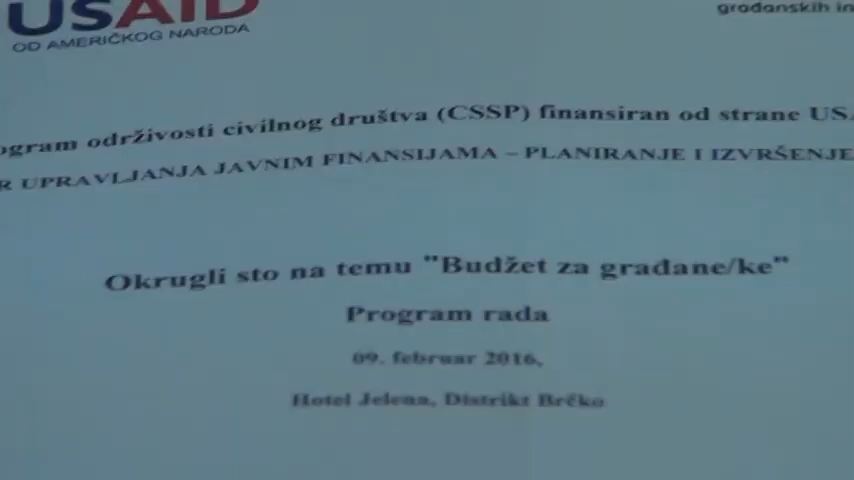 USAID
građanskih in
OD AMERIČKOG NARODA
ogram održivosti civilnog društva (CSSP) finansiran od strane USA
R UPRAVLJANJA JAVNIM FINANSIJAMA – PLANIRANJE I IZVRŠENJE
Okrugli sto na temu "Budžet za građane/ke"
Program rada
09. februar 2016,
Hotel Jelena, Distrikt Brčko